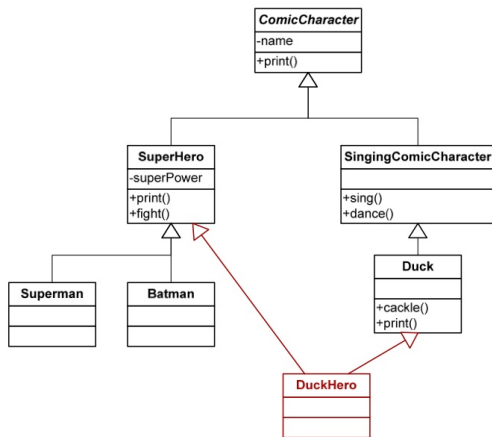 ComicCharacter
-name
+print()
SuperHero
-superPower
+print()
+fight()
SingingComicCharacter
+sing()
+dance()
Superman
Batman
Duck
+cackle()
+print()
DuckHero